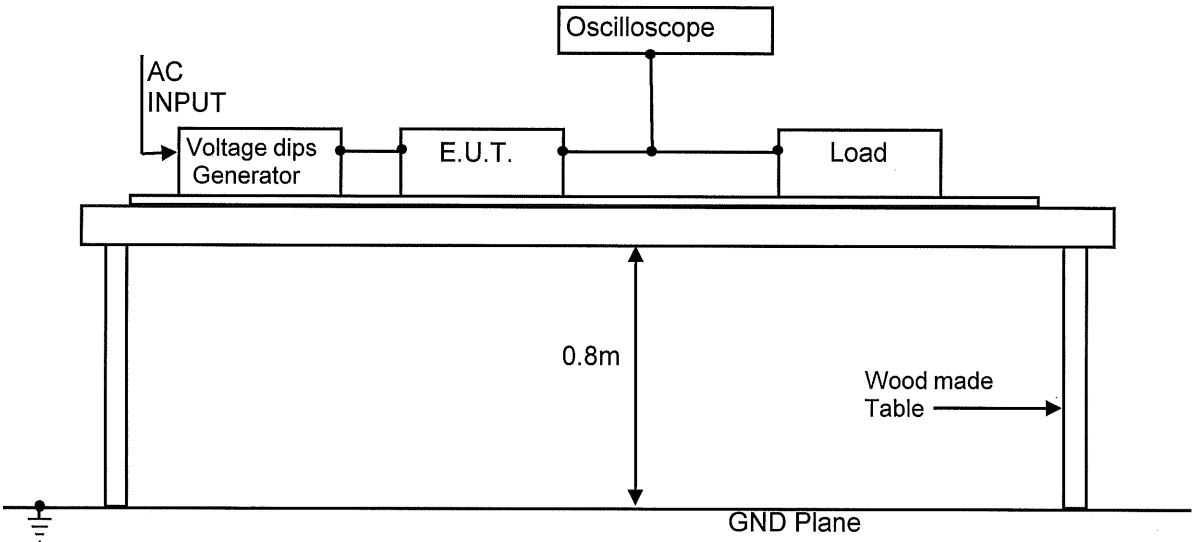 Oscilloscope
AC
INPUT
Voltage dips
Generator
E.U.T.
Load
0.8m
Wood made
Table
GND Plane